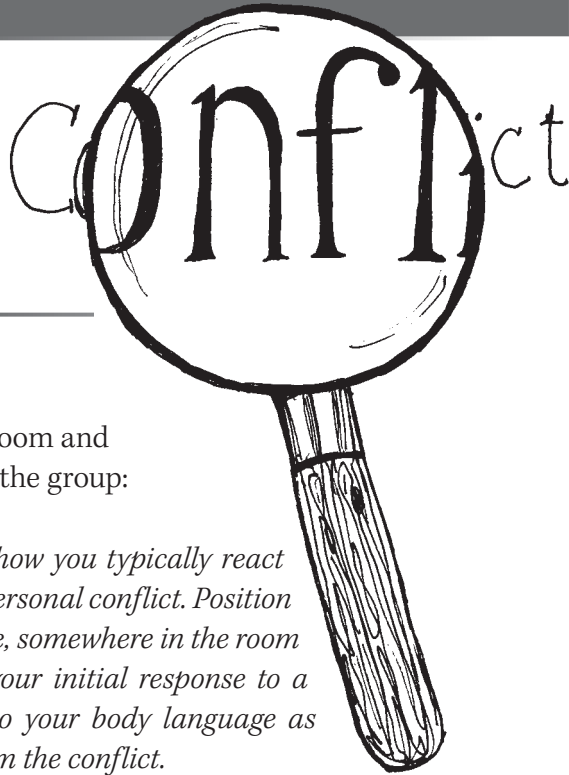 Conflict
oom and
the group:
how you typically react
ersonal conflict. Position
e, somewhere in the room
our initial response to a
o your body language as
m the conflict.